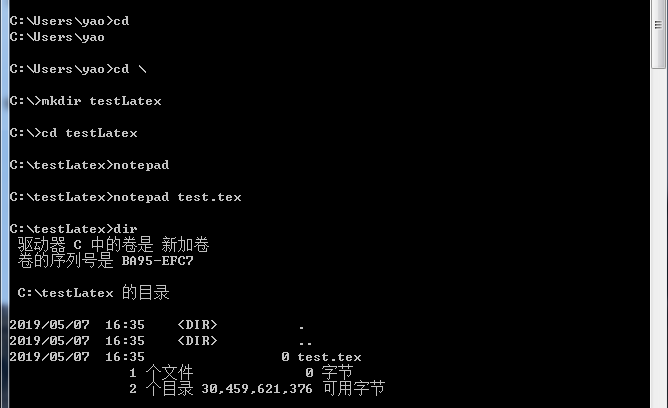 C:\Users\yao>cd
C:\Users\yao
C:\Users\yao>cd \
C:\>mkdir testLatex
C:\>cd testLatex
C:\testLatex>notepad
C:\testLatex>notepad test.tex
C:\testLatex>dir
驱动器 C 中的卷是 新加卷
卷的序列号是 BA95-EFC7
C:\testLatex 的目录
2019/05/07  16:35    <DIR>          .
2019/05/07  16:35    <DIR>          ..
2019/05/07  16:35                 0 test.tex
1 个文件              0 字节
2 个目录 30,459,621,376 可用字节